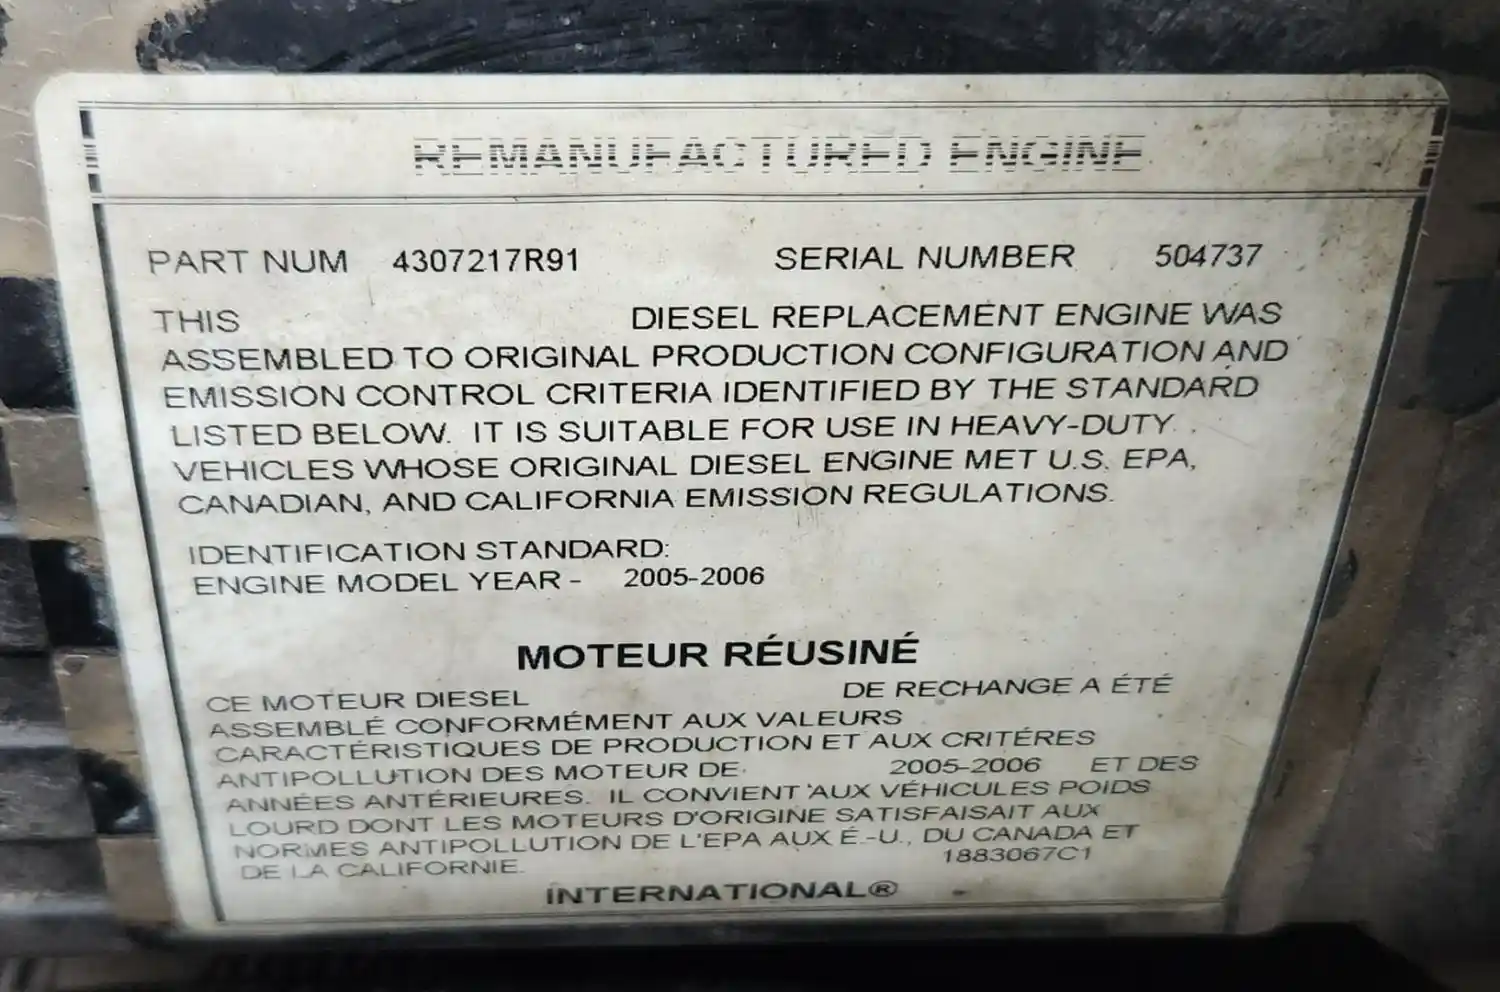 REMANUFACTURED ENGINE
PART NUM 4307217R91 SERIAL NUMBER 504737
THIS DIESEL REPLACEMENT ENGINE WAS
ASSEMBLED TO ORIGINAL PRODUCTION CONFIGURATION AND
EMISSION CONTROL CRITERIA IDENTIFIED BY THE STANDARD
LISTED BELOW. IT IS SUITABLE FOR USE IN HEAVY-DUTY
VEHICLES WHOSE ORIGINAL DIESEL ENGINE MET U.S. EPA,
CANADIAN, AND CALIFORNIA EMISSION REGULATIONS.
IDENTIFICATION STANDARD:
ENGINE MODEL YEAR - 2005-2006
MOTEUR RÉUSINÉ
CE MOTEUR DIESEL DE RECHANGE A ÉTÉ
ASSEMBLÉ CONFORMÉMENT AUX VALEURS
CARACTÉRISTIQUES DE PRODUCTION ET AUX CRITÉRES
ANTIPOLLUTION DES MOTEUR DE 2005-2006 ET DES
ANNÉES ANTÉRIEURES. IL CONVIENT AUX VÉHICULES POIDS
LOURD DONT LES MOTEURS D'ORIGINE SATISFAISAIT AUX
NORMES ANTIPOLLUTION DE L'EPA AUX É.-U., DU CANADA ET
DE LA CALIFORNIE. 1883067C1
INTERNATIONAL®